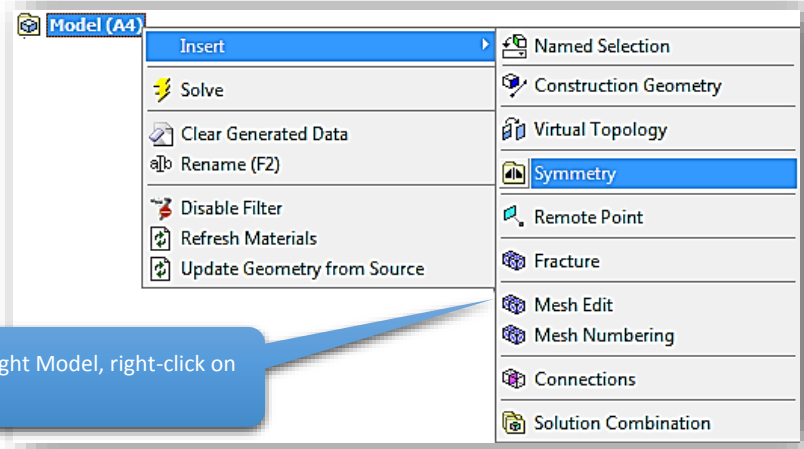 Model (A4)
Insert
Solve
Clear Generated Data
Rename (F2)
Disable Filter
Refresh Materials
Update Geometry from Source
Named Selection
Construction Geometry
Virtual Topology
Symmetry
Remote Point
Fracture
Mesh Edit
Mesh Numbering
Connections
Solution Combination
Model, right-click on